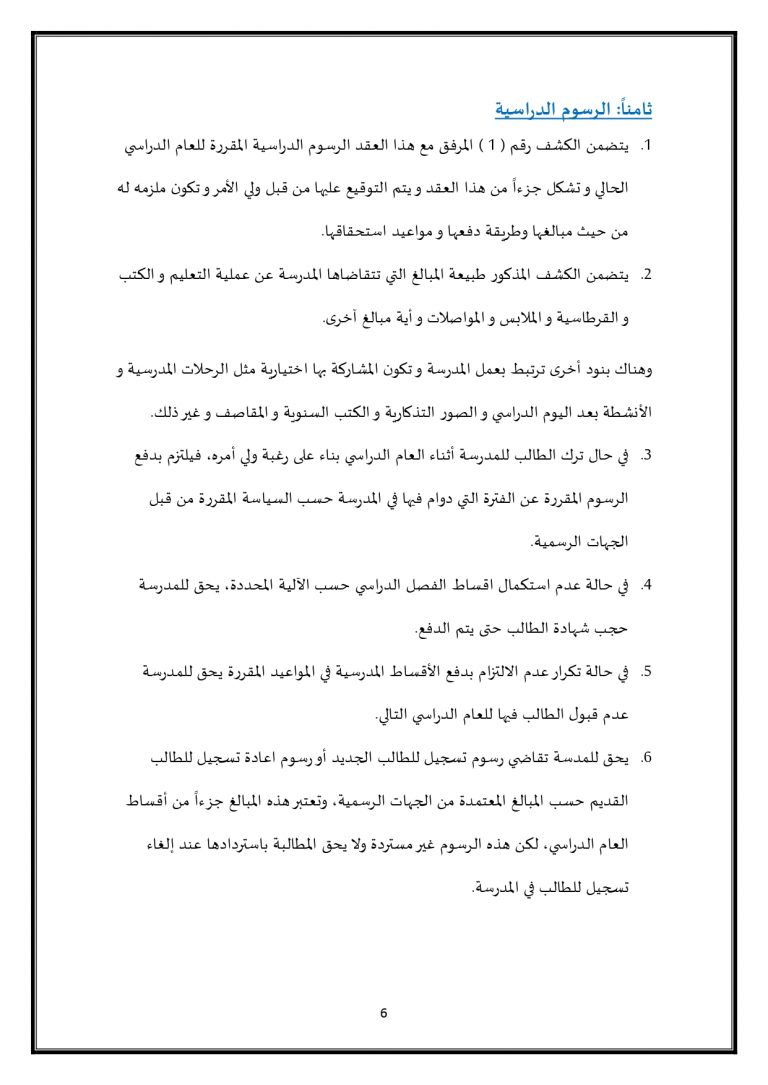 ثامناً: الرسوم الدراسية
1. يتضمن الكشف رقم ( 1 ) المرفق مع هذا العقد الرسوم الدراسية المقررة للعام الدراسي
الحالي و تشكل جزءاً من هذا العقد و يتم التوقيع عليها من قبل ولي الأمر و تكون ملزمه له
من حيث مبالغها وطريقة دفعها و مواعيد استحقاقها.
2. يتضمن الكشف المذكور طبيعة المبالغ التي تتقاضاها المدرسة عن عملية التعليم و الكتب
و القرطاسية و الملابس و المواصلات و أية مبالغ آخرى.
وهناك بنود أخرى ترتبط بعمل المدرسة و تكون المشاركة بها اختيارية مثل الرحلات المدرسية و
الأنشطة بعد اليوم الدراسي و الصور التذكارية و الكتب السنوية و المقاصف و غير ذلك.
3. في حال ترك الطالب للمدرسة أثناء العام الدراسي بناء على رغبة ولي أمره، فيلتزم بدفع
الرسوم المقررة عن الفترة التي دوام فيها في المدرسة حسب السياسة المقررة من قبل
الجهات الرسمية.
4. في حالة عدم استكمال اقساط الفصل الدراسي حسب الآلية المحددة، يحق للمدرسة
حجب شهادة الطالب حتى يتم الدفع.
5. في حالة تكرار عدم الالتزام بدفع الأقساط المدرسية في المواعيد المقررة يحق للمدرسة
عدم قبول الطالب فيها للعام الدراسي التالي.
6. يحق للمدسة تقاضي رسوم تسجيل للطالب الجديد أو رسوم اعادة تسجيل للطالب
القديم حسب المبالغ المعتمدة من الجهات الرسمية، وتعتبر هذه المبالغ جزءاً من أقساط
العام الدراسي، لكن هذه الرسوم غير مستردة ولا يحق المطالبة باستردادها عند إلغاء
تسجيل للطالب في المدرسة.
6